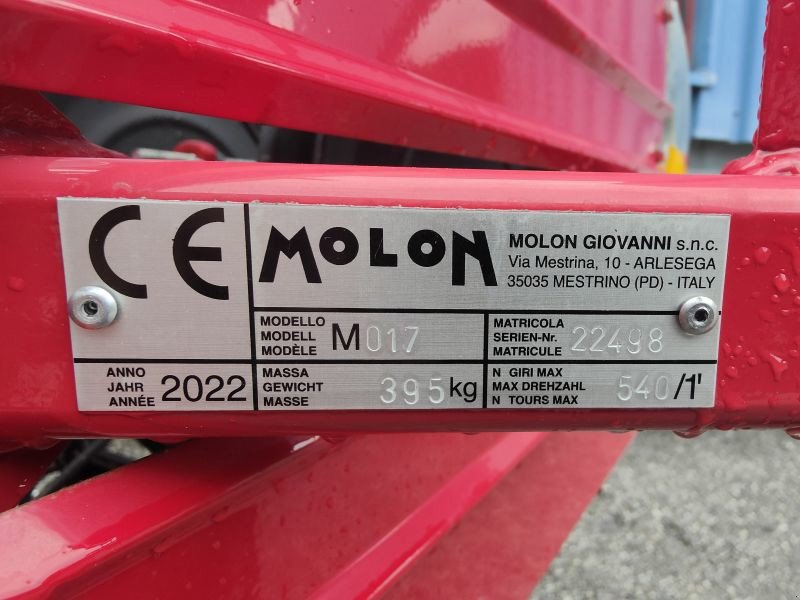 CE
MOLON
MOLON GIOVANNI s.n.c.
Via Mestrina, 10 - ARLESEGA
35035 MESTRINO (PD) - ITALY
MODELLO
MODELL
MODÈLE
M017
MATRICOLA
SERIEN-Nr.
MATRICULE
22498
ANNO
JAHR
ANNÉE
2022
MASSA
GEWICHT
MASSE
395kg
N GIRI MAX
MAX DREHZAHL
N TOURS MAX
540/1'